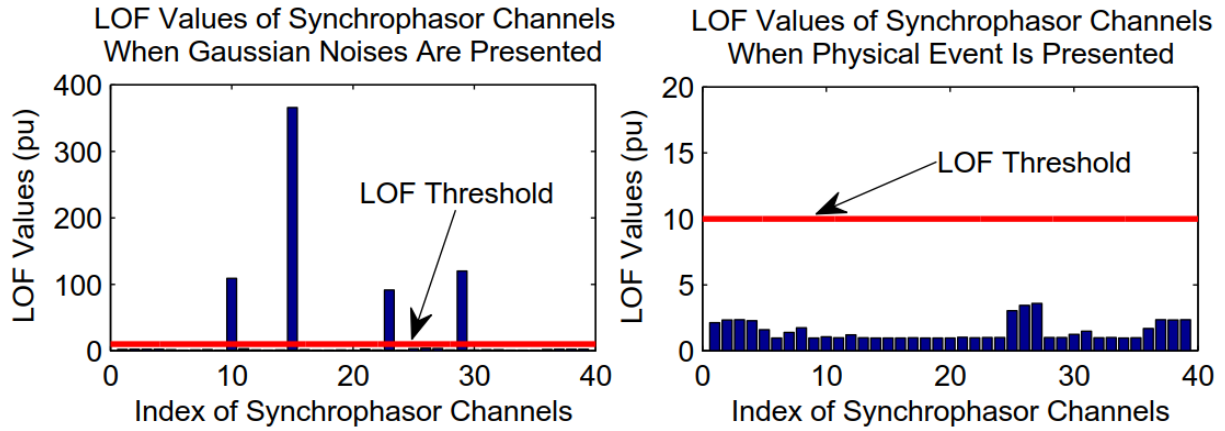 LOF Values of Synchrophasor Channels
When Gaussian Noises Are Presented
400
300
200
100
0
LOF Values (pu)
LOF Threshold
0 10 20 30 40
Index of Synchrophasor Channels
LOF Values of Synchrophasor Channels
When Physical Event Is Presented
20
15
10
5
0
LOF Values (pu)
LOF Threshold
0 10 20 30 40
Index of Synchrophasor Channels